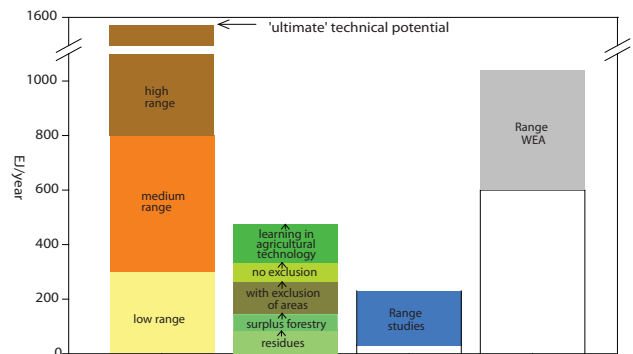 1600
'ultimate' technical potential
1000
800
600
400
200
0
EJ/year
high
range
medium
range
low range
learning in
agricultural
technology
no exclusion
with exclusion
of areas
surplus forestry
residues
Range
studies
Range
WEA